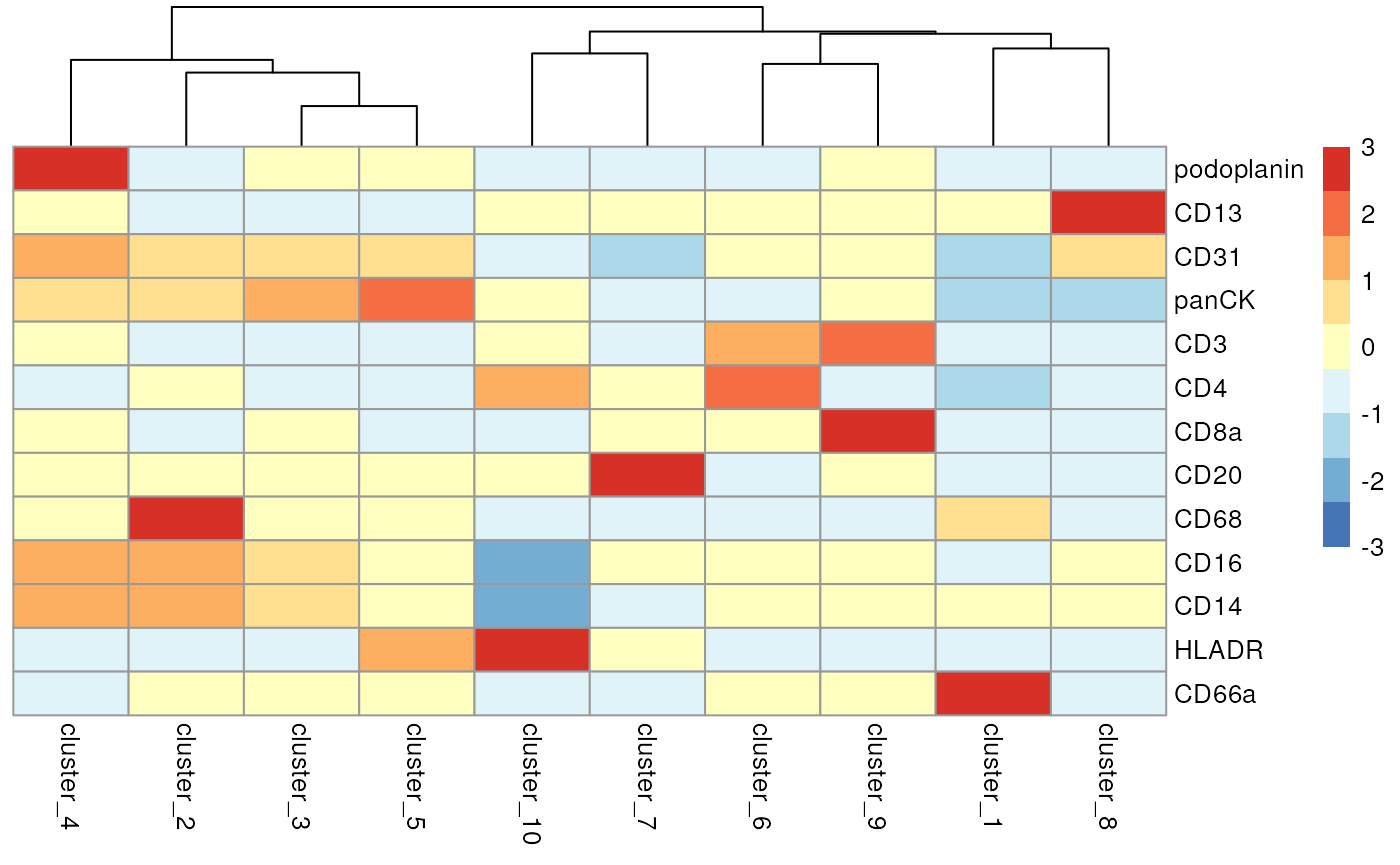 podoplanin
CD13
CD31
panCK
CD3
CD4
CD8a
CD20
CD68
CD16
CD14
HLADR
CD66a
3
2
1
0
-1
-2
-3
cluster_4
cluster_2
cluster_3
cluster_5
cluster_10
cluster_7
cluster_6
cluster_9
cluster_1
cluster_8